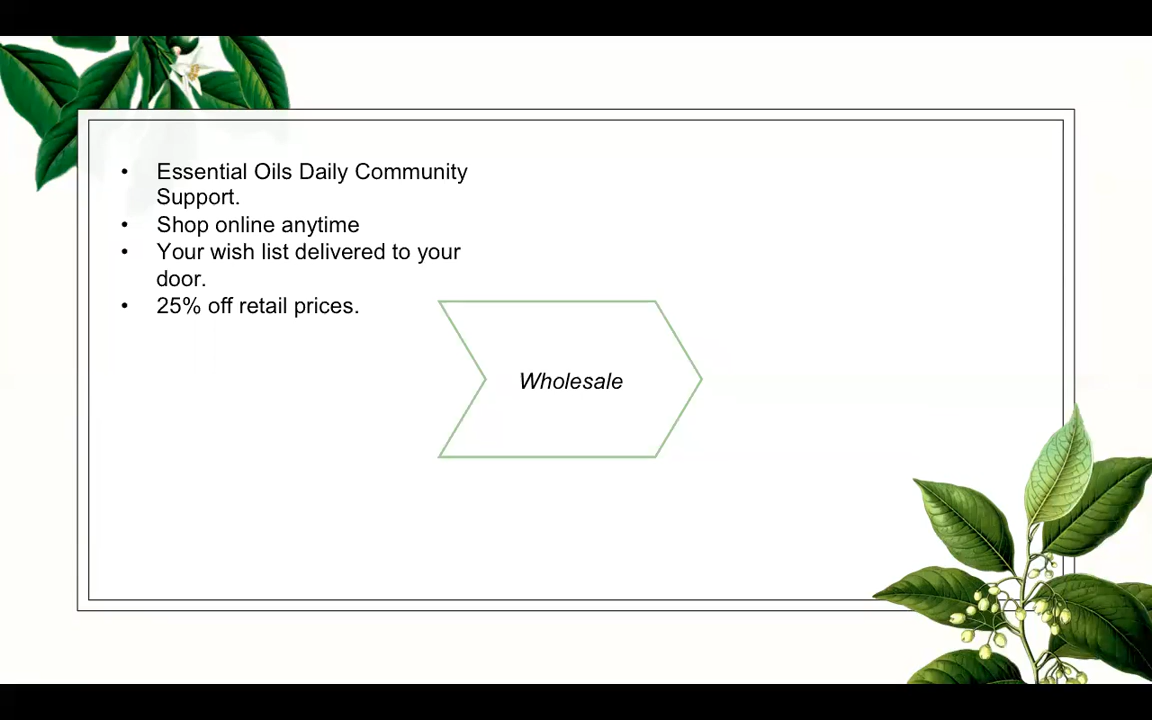 • Essential Oils Daily Community
Support.
• Shop online anytime
• Your wish list delivered to your
door.
• 25% off retail prices.
Wholesale